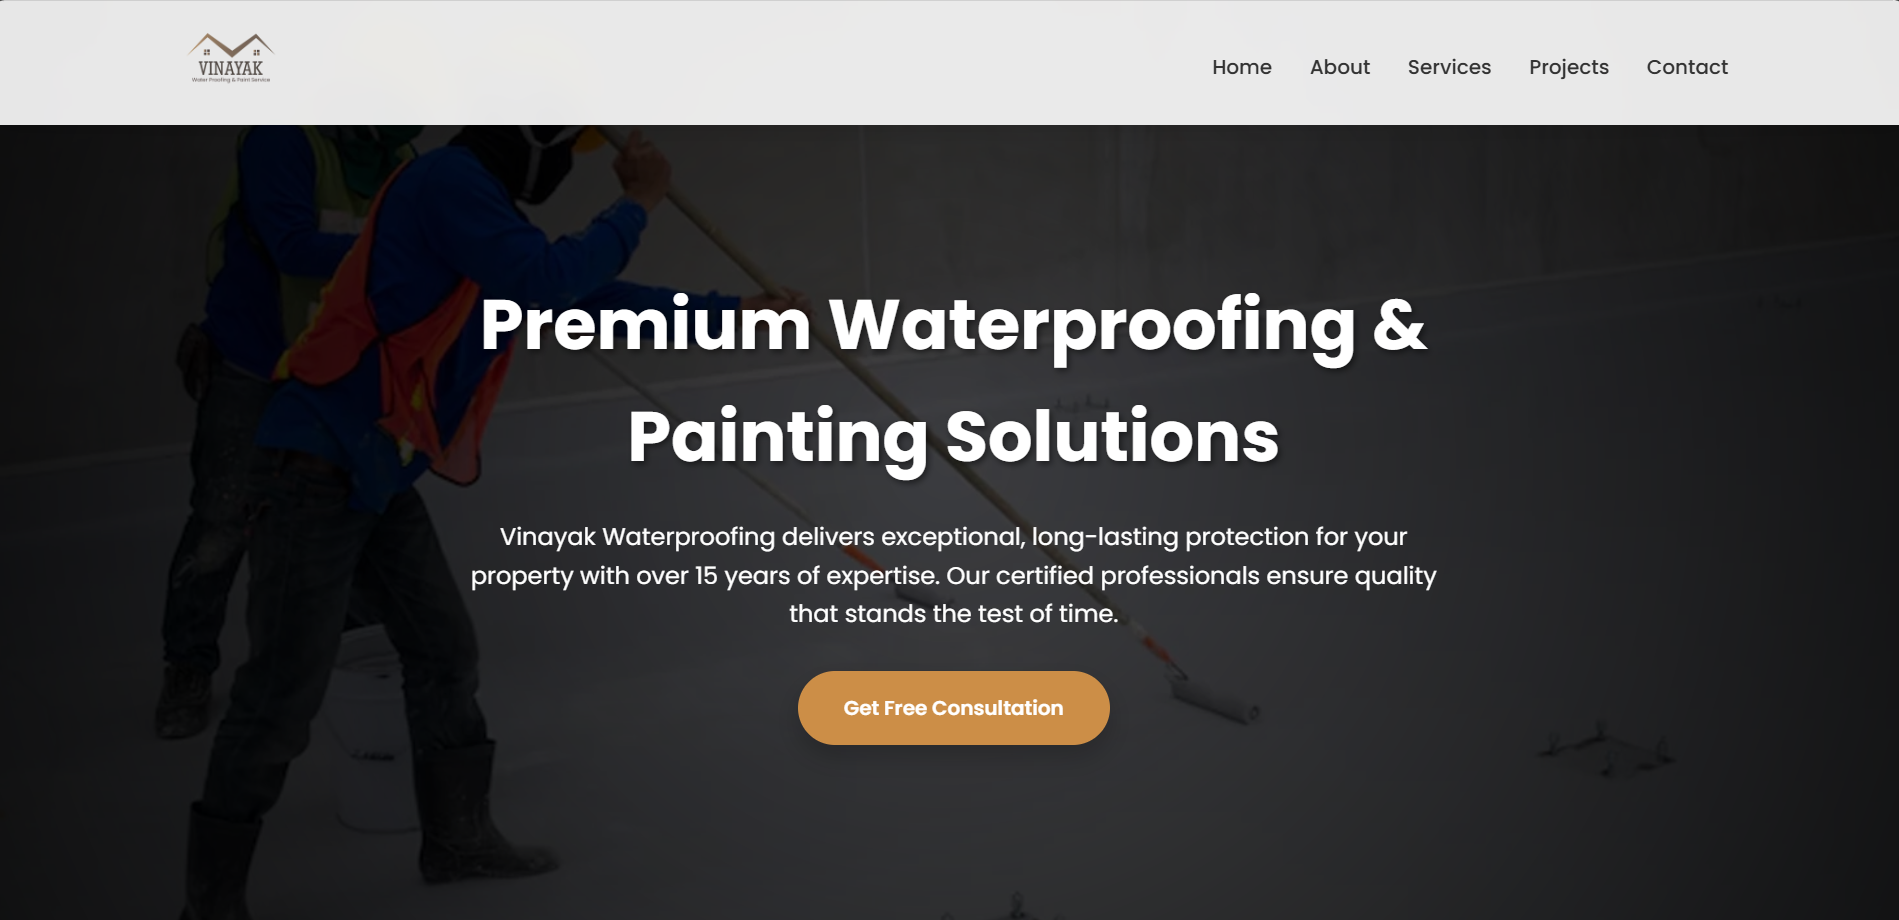 VINAYAK
Water Proofing & Paint Service
Home About Services Projects Contact
Premium Waterproofing &
Painting Solutions
Vinayak Waterproofing delivers exceptional, long-lasting protection for your
property with over 15 years of expertise. Our certified professionals ensure quality
that stands the test of time.
Get Free Consultation